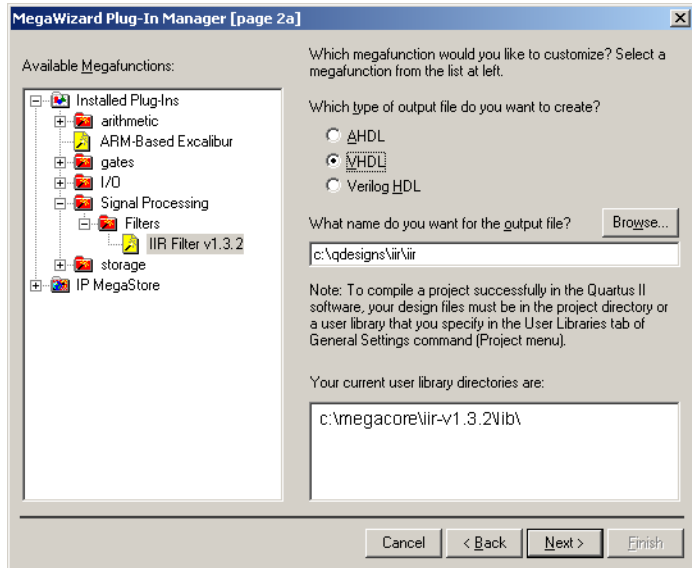 MegaWizard Plug-In Manager [page 2a]
Available Megafunctions:
Installed Plug-Ins
arithmetic
ARM-Based Excalibur
gates
I/O
Signal Processing
Filters
IIR Filter v1.3.2
storage
IP MegaStore
Which megafunction would you like to customize? Select a
megafunction from the list at left.
Which type of output file do you want to create?
AHDL
VHDL
Verilog HDL
What name do you want for the output file?
Browse...
c:\qdesigns\iir\iir
Note: To compile a project successfully in the Quartus II
software, your design files must be in the project directory or
a user library that you specify in the User Libraries tab of
General Settings command (Project menu).
Your current user library directories are:
c:\megacore\iir-v1.3.2\lib\
Cancel
< Back
Next >
Finish